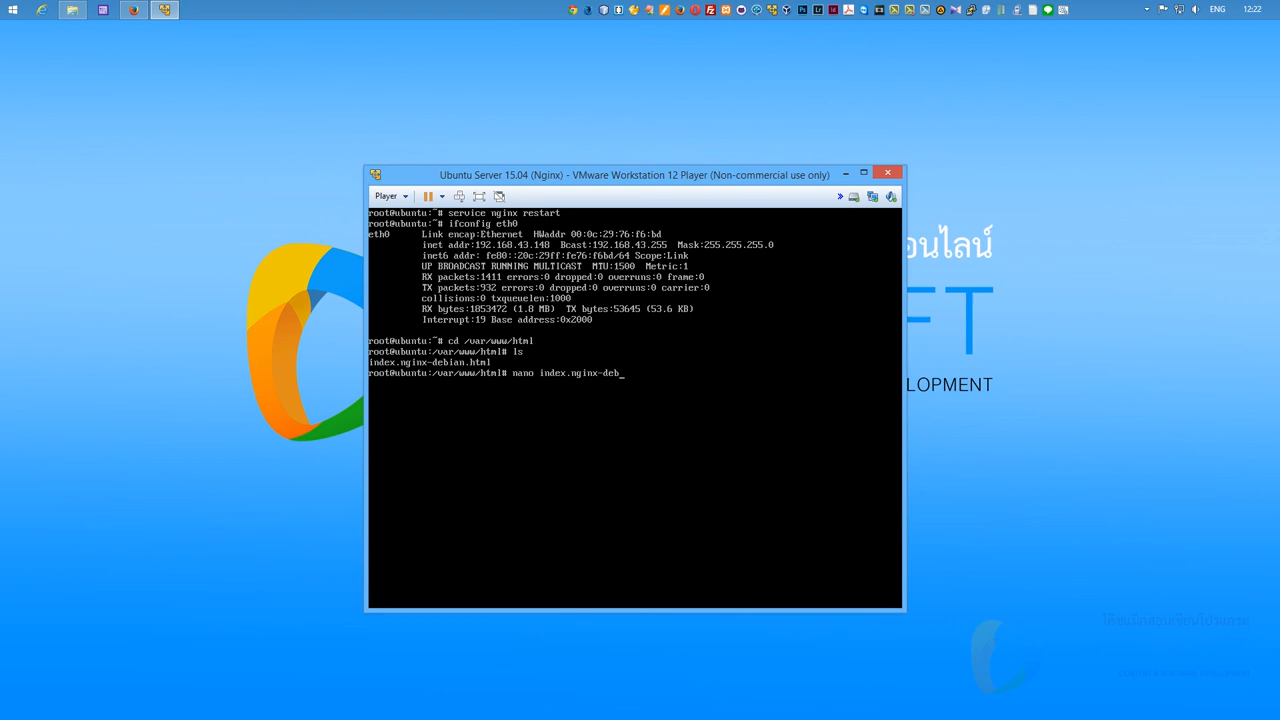 ENG
12:22
Ubuntu Server 15.04 (Nginx) - VMware Workstation 12 Player (Non-commercial use only)
Player
»
root@ubuntu:~# service nginx restart
root@ubuntu:~# ifconfig eth0
eth0      Link encap:Ethernet  HWaddr 00:0c:29:76:f6:bd
inet addr:192.168.43.148  Bcast:192.168.43.255  Mask:255.255.255.0
inet6 addr: fe80::20c:29ff:fe76:f6bd/64 Scope:Link
UP BROADCAST RUNNING MULTICAST  MTU:1500  Metric:1
RX packets:1411 errors:0 dropped:0 overruns:0 frame:0
TX packets:932 errors:0 dropped:0 overruns:0 carrier:0
collisions:0 txqueuelen:1000
RX bytes:1853472 (1.8 MB)  TX bytes:53645 (53.6 KB)
Interrupt:19 Base address:0x2000
root@ubuntu:~# cd /var/www/html
root@ubuntu:/var/www/html# ls
index.nginx-debian.html
root@ubuntu:/var/www/html# nano index.nginx-deb_
อนไลน์
FT
LOPMENT